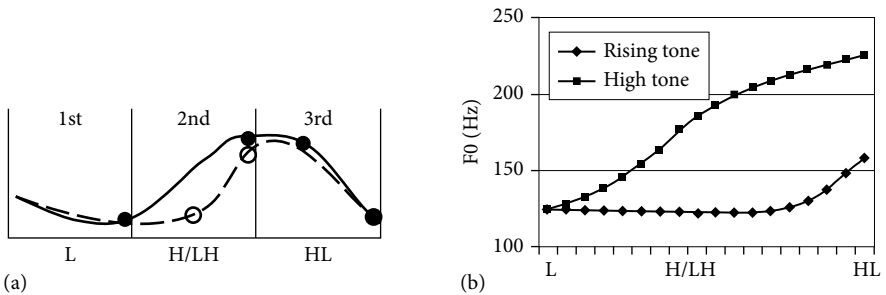 1st 2nd 3rd
L H/LH HL
(a)
250
200
150
100
F0 (Hz)
Rising tone
High tone
L H/LH HL
(b)